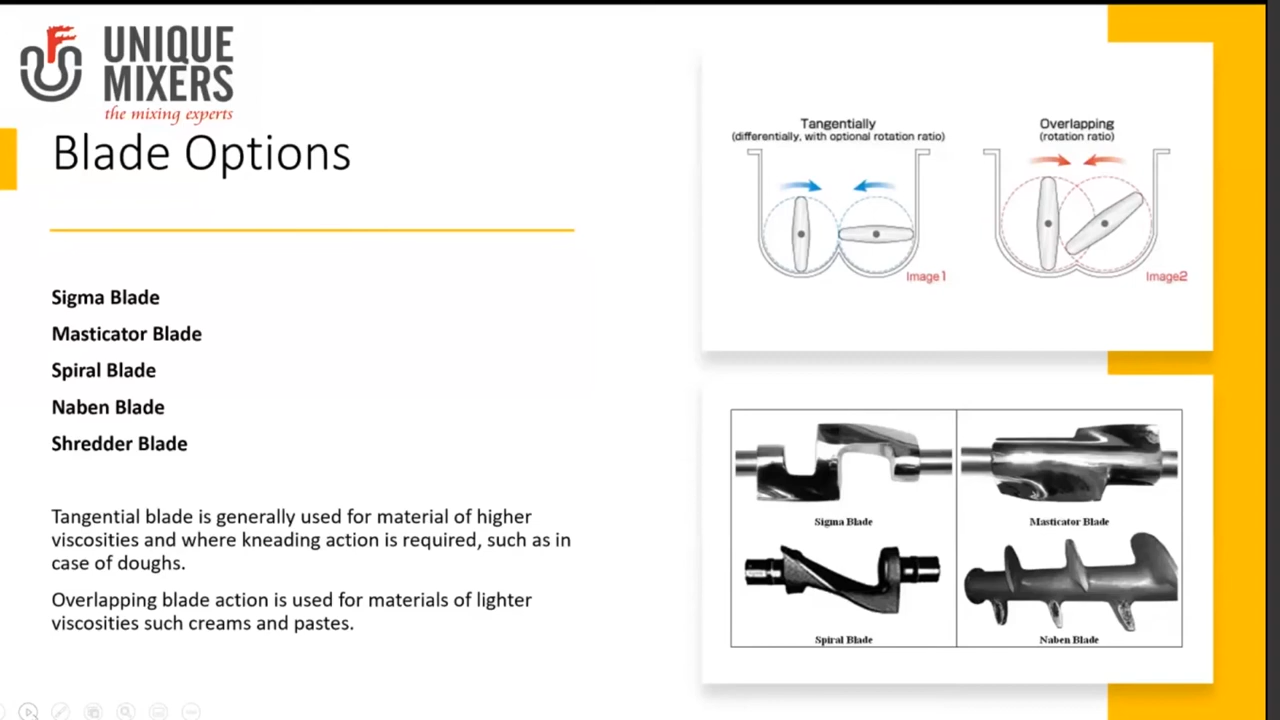 UNIQUE
MIXERS
the mixing experts
Blade Options
Sigma Blade
Masticator Blade
Spiral Blade
Naben Blade
Shredder Blade
Tangential blade is generally used for material of higher
viscosities and where kneading action is required, such as in
case of doughs.
Overlapping blade action is used for materials of lighter
viscosities such creams and pastes.
Tangentially
(differentially, with optional rotation ratio)
Image1
Overlapping
(rotation ratio)
Image2
Sigma Blade
Masticator Blade
Spiral Blade
Naben Blade